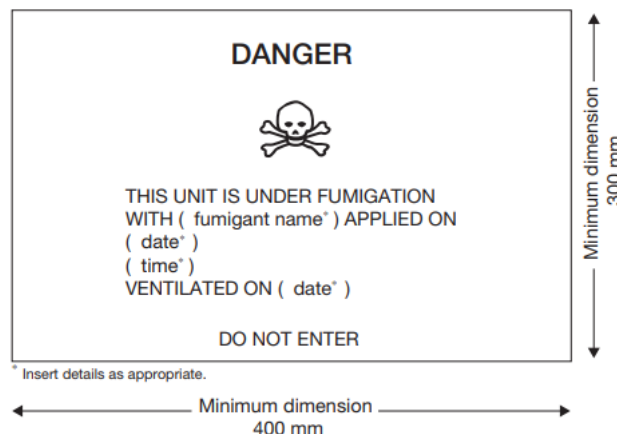 DANGER
THIS UNIT IS UNDER FUMIGATION
WITH ( fumigant name* ) APPLIED ON
( date* )
( time* )
VENTILATED ON ( date* )
DO NOT ENTER
* Insert details as appropriate.
Minimum dimension
400 mm
Minimum dimension
300 mm